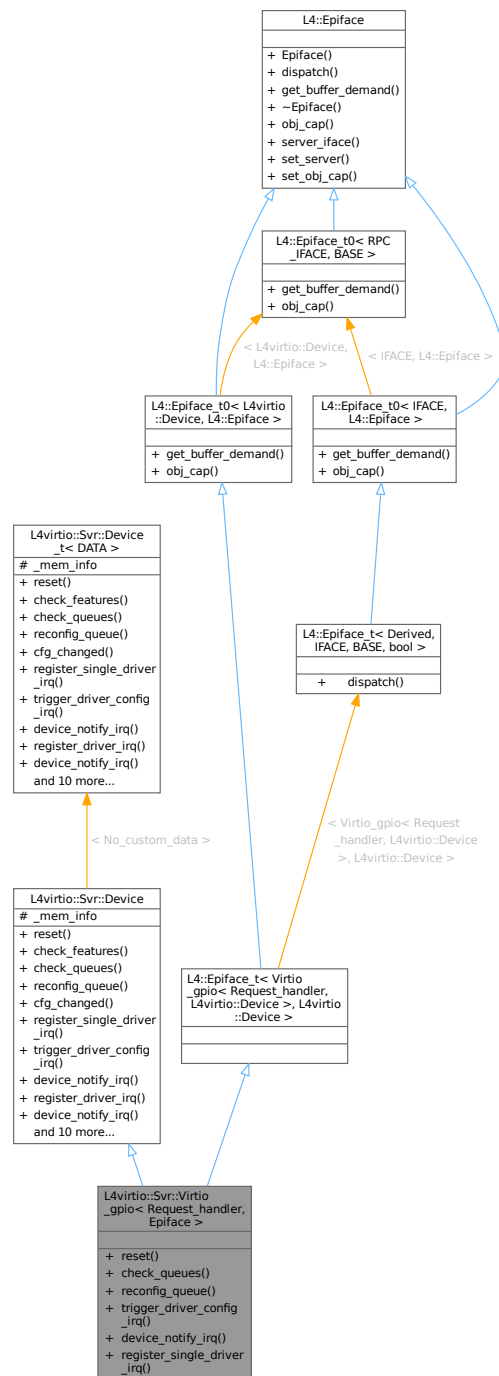 L4::Epiface
+ Epiface()
+ dispatch()
+ get_buffer_demand()
+ ~Epiface()
+ obj_cap()
+ server_iface()
+ set_server()
+ set_obj_cap()
L4::Epiface_t0< RPC
_IFACE, BASE >
+ get_buffer_demand()
+ obj_cap()
< L4virtio::Device,
L4::Epiface >
< IFACE, L4::Epiface >
L4::Epiface_t0< L4virtio
::Device, L4::Epiface >
+ get_buffer_demand()
+ obj_cap()
L4::Epiface_t0< IFACE,
L4::Epiface >
+ get_buffer_demand()
+ obj_cap()
L4virtio::Svr::Device
_t< DATA >
# _mem_info
+ reset()
+ check_features()
+ check_queues()
+ reconfig_queue()
+ cfg_changed()
+ register_single_driver
_irq()
+ trigger_driver_config
_irq()
+ device_notify_irq()
+ register_driver_irq()
+ device_notify_irq()
and 10 more...
L4::Epiface_t< Derived,
IFACE, BASE, bool >
+ dispatch()
< No_custom_data >
< Virtio_gpio< Request
_handler, L4virtio::Device
>, L4virtio::Device >
L4virtio::Svr::Device
# _mem_info
+ reset()
+ check_features()
+ check_queues()
+ reconfig_queue()
+ cfg_changed()
+ register_single_driver
_irq()
+ trigger_driver_config
_irq()
+ device_notify_irq()
+ register_driver_irq()
+ device_notify_irq()
and 10 more...
L4::Epiface_t< Virtio
_gpio< Request_handler,
L4virtio::Device >, L4virtio
::Device >
L4virtio::Svr::Virtio
_gpio< Request_handler,
Epiface >
+ reset()
+ check_queues()
+ reconfig_queue()
+ trigger_driver_config
_irq()
+ device_notify_irq()
+ register_single_driver
_irq()